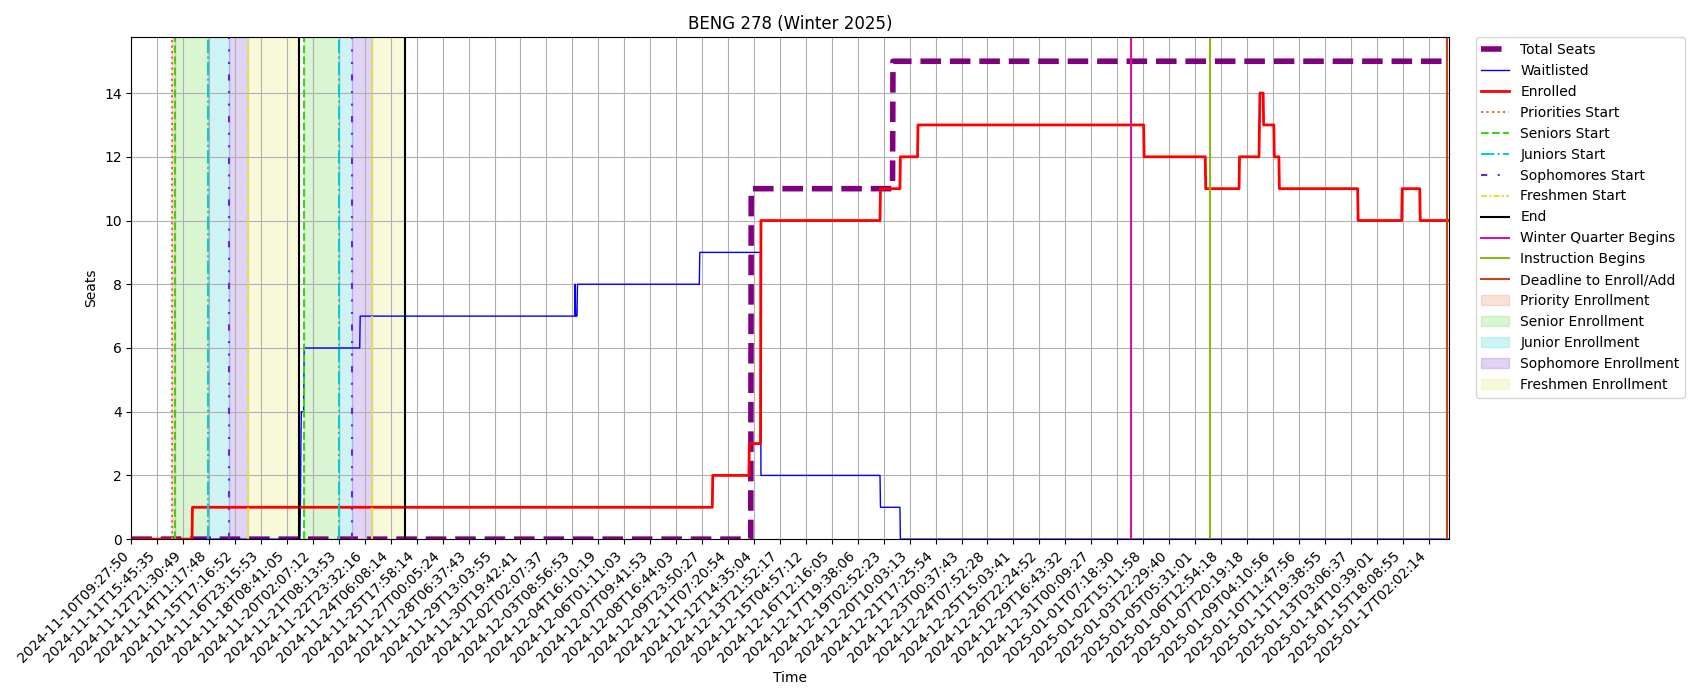 BENG 278 (Winter 2025)
Seats
14
12
10
8
6
4
2
0
2024-11-10T09:27:50
2024-11-11T15:45:35
2024-11-12T21:30:49
2024-11-14T11:17:48
2024-11-15T17:16:52
2024-11-16T23:15:53
2024-11-18T08:41:05
2024-11-20T02:07:12
2024-11-21T08:13:53
2024-11-22T23:32:16
2024-11-24T06:08:14
2024-11-25T17:58:14
2024-11-27T00:05:24
2024-11-28T06:37:43
2024-11-29T13:03:55
2024-11-30T19:42:41
2024-12-02T02:07:37
2024-12-03T08:56:53
2024-12-04T16:10:19
2024-12-06T01:11:03
2024-12-07T09:41:53
2024-12-08T16:44:03
2024-12-09T23:50:27
2024-12-11T07:20:54
2024-12-12T14:35:04
2024-12-13T21:52:17
2024-12-15T04:57:12
2024-12-16T12:16:05
2024-12-17T19:38:06
2024-12-19T02:52:23
2024-12-20T10:03:13
2024-12-21T17:25:54
2024-12-23T00:37:43
2024-12-24T07:52:28
2024-12-25T15:03:41
2024-12-26T22:24:52
2024-12-29T16:43:32
2024-12-31T00:09:27
2025-01-01T07:18:30
2025-01-02T15:11:58
2025-01-03T22:29:40
2025-01-05T05:31:01
2025-01-06T12:54:18
2025-01-07T20:19:18
2025-01-09T04:10:56
2025-01-10T11:47:56
2025-01-11T19:38:55
2025-01-13T03:06:37
2025-01-14T10:39:01
2025-01-15T18:08:55
2025-01-17T02:02:14
Time
Total Seats
Waitlisted
Enrolled
Priorities Start
Seniors Start
Juniors Start
Sophomores Start
Freshmen Start
End
Winter Quarter Begins
Instruction Begins
Deadline to Enroll/Add
Priority Enrollment
Senior Enrollment
Junior Enrollment
Sophomore Enrollment
Freshmen Enrollment